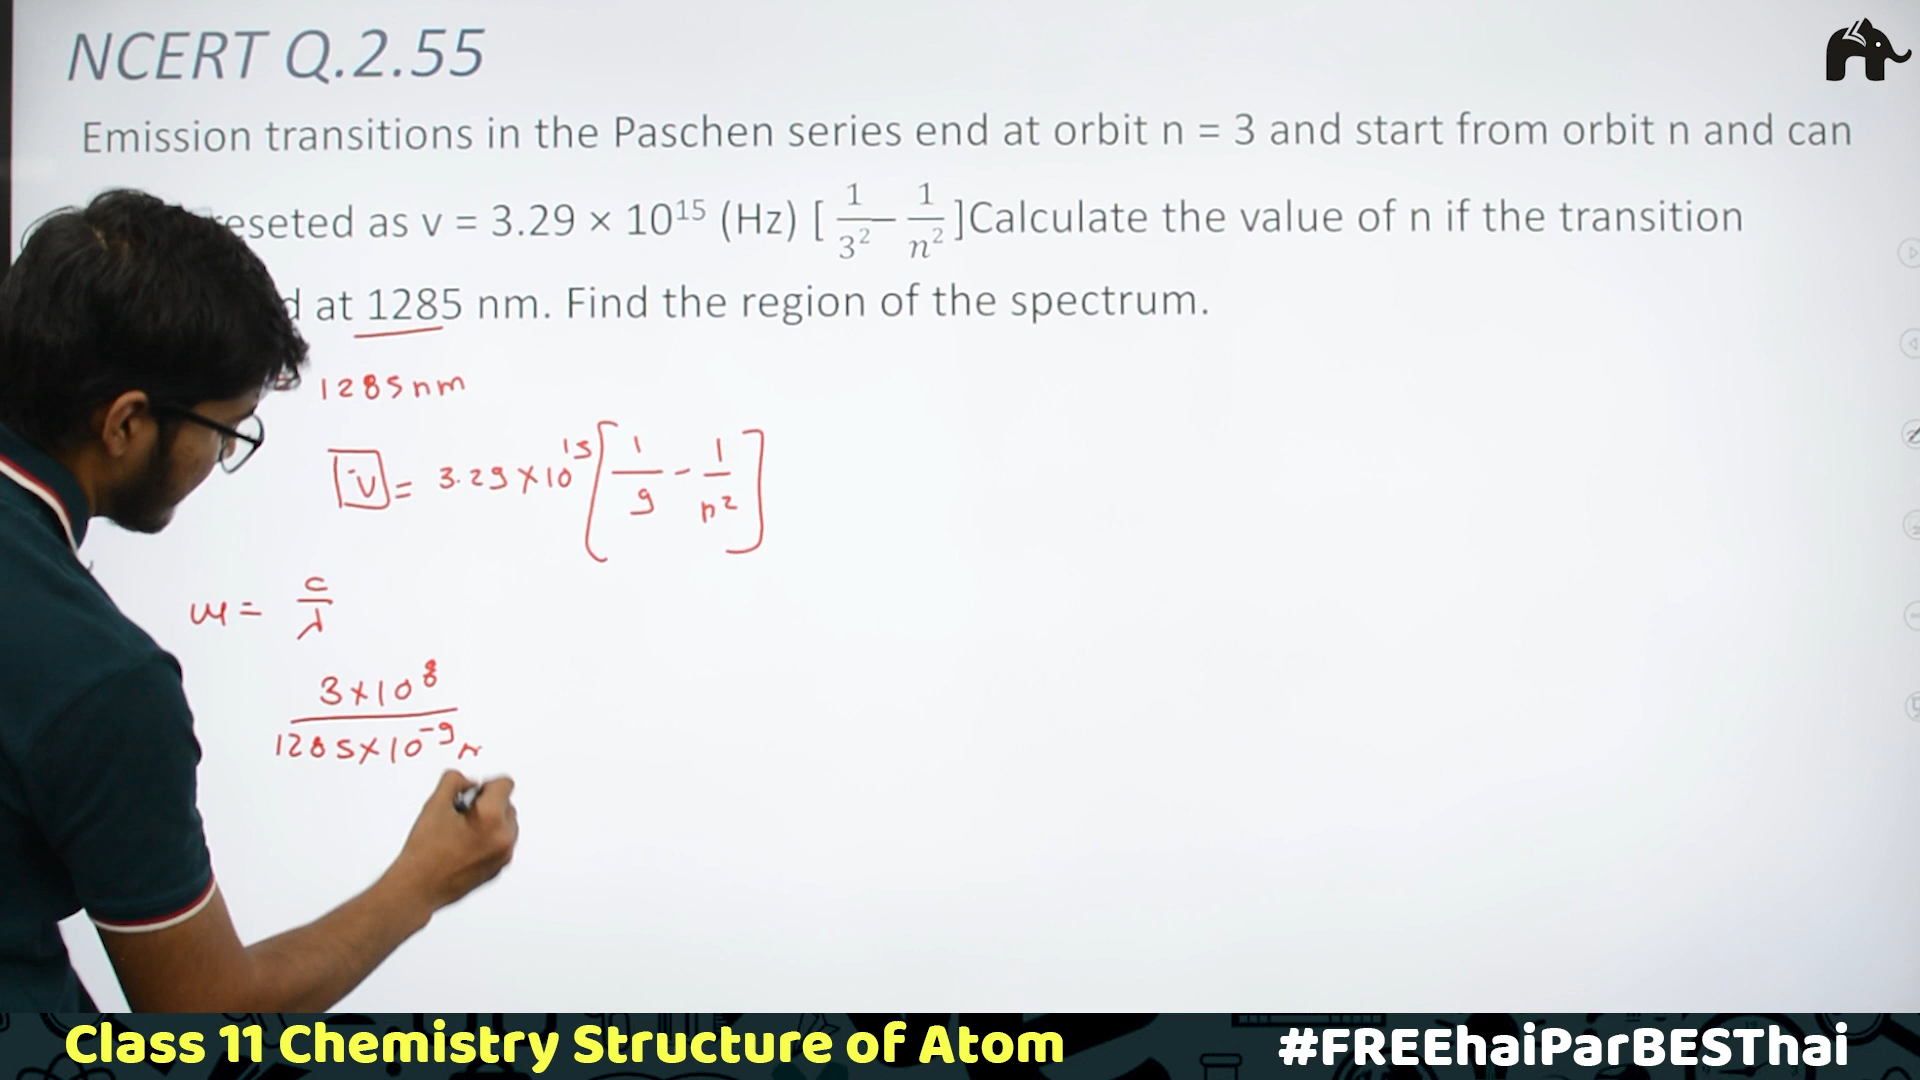 NCERT Q.2.55
Emission transitions in the Paschen series end at orbit n = 3 and start from orbit n and can
reseted as v = 3.29 × 10¹⁵ (Hz) [ 1/3² − 1/n² ]Calculate the value of n if the transition
d at 1285 nm. Find the region of the spectrum.
= 1285nm
ν = 3.29 × 10¹⁵ [ 1/9 - 1/n² ]
= c/λ
3×10⁸
1285×10⁻⁹
Class 11 Chemistry Structure of Atom
#FREEhaiParBESThai